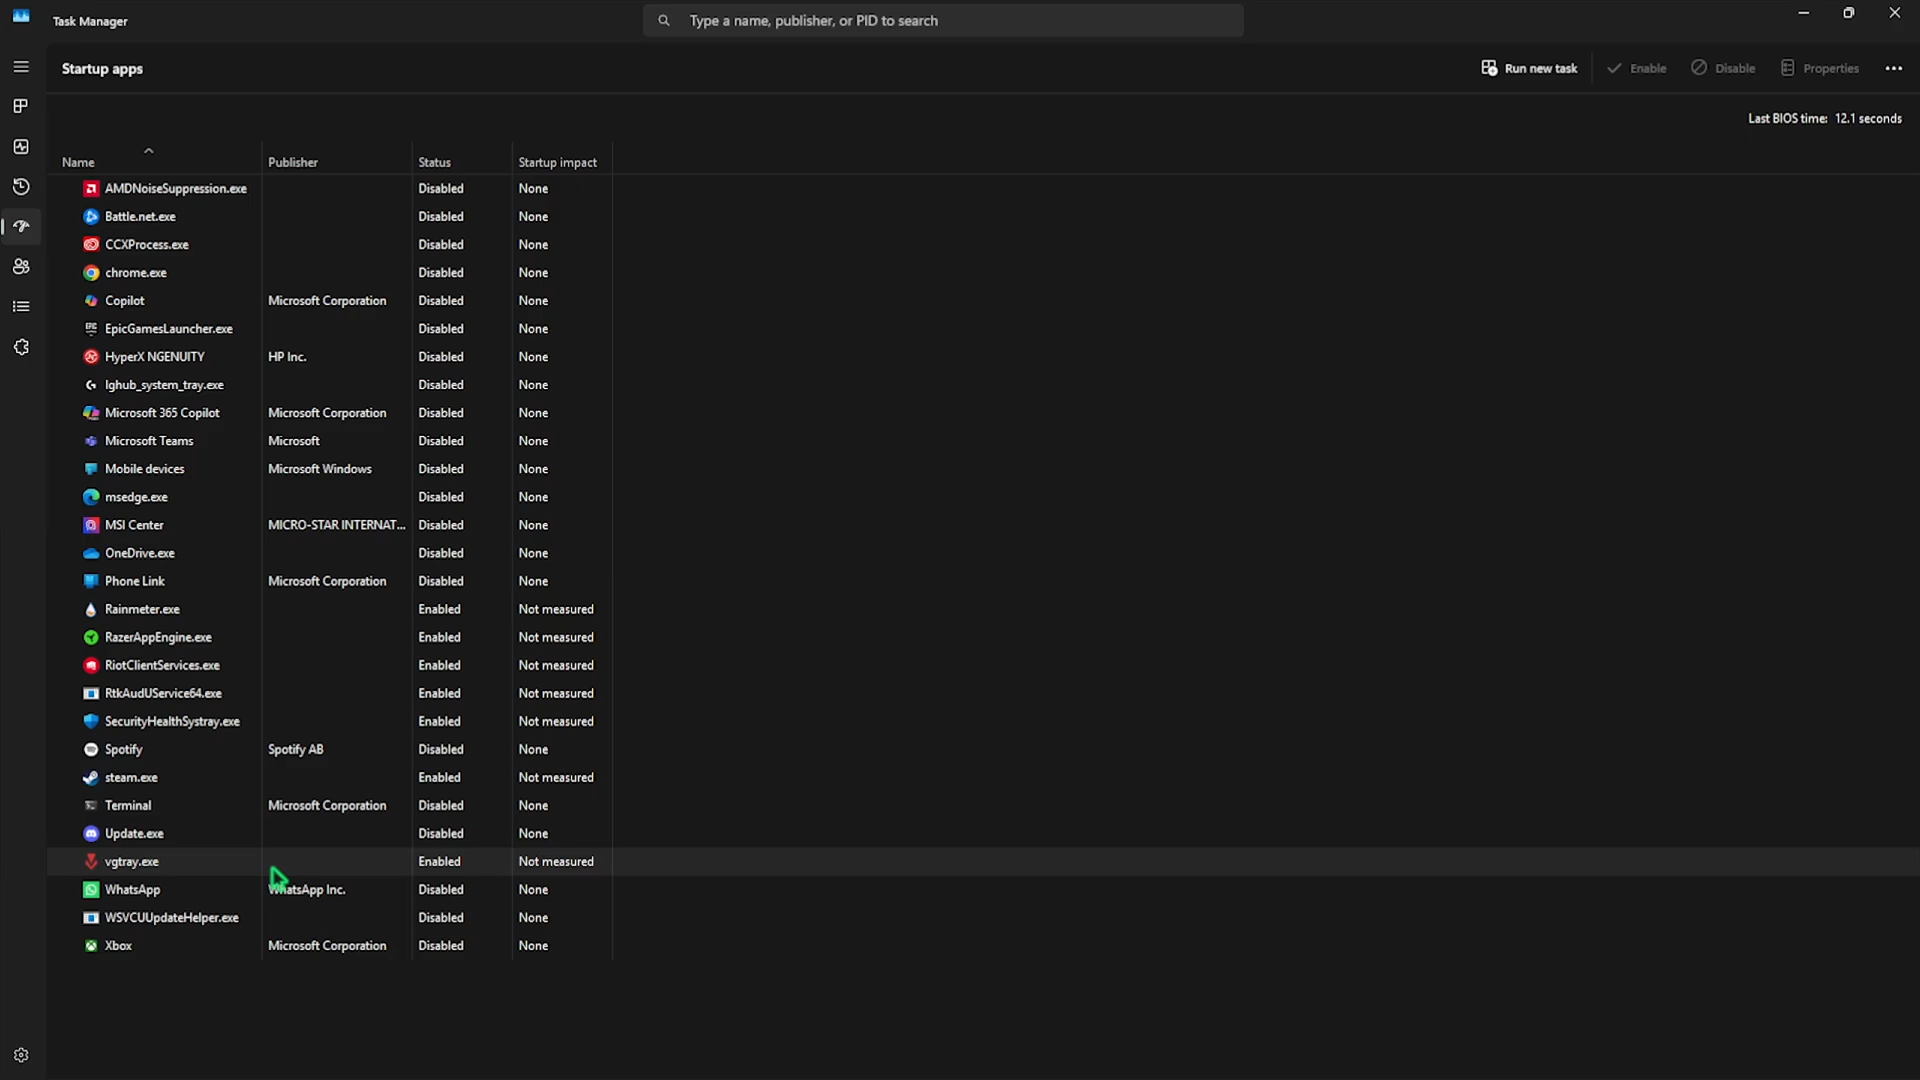 Task Manager
Type a name, publisher, or PID to search
Startup apps
Run new task
Enable
Disable
Properties
Last BIOS time: 12.1 seconds
Name Publisher Status Startup impact
AMDNoiseSuppression.exe Disabled None
Battle.net.exe Disabled None
CCXProcess.exe Disabled None
chrome.exe Disabled None
Copilot Microsoft Corporation Disabled None
EpicGamesLauncher.exe Disabled None
HyperX NGENUITY HP Inc. Disabled None
lghub_system_tray.exe Disabled None
Microsoft 365 Copilot Microsoft Corporation Disabled None
Microsoft Teams Microsoft Disabled None
Mobile devices Microsoft Windows Disabled None
msedge.exe Disabled None
MSI Center MICRO-STAR INTERNAT... Disabled None
OneDrive.exe Disabled None
Phone Link Microsoft Corporation Disabled None
Rainmeter.exe Enabled Not measured
RazerAppEngine.exe Enabled Not measured
RiotClientServices.exe Enabled Not measured
RtkAudUService64.exe Enabled Not measured
SecurityHealthSystray.exe Enabled Not measured
Spotify Spotify AB Disabled None
steam.exe Enabled Not measured
Terminal Microsoft Corporation Disabled None
Update.exe Disabled None
vgtray.exe Enabled Not measured
WhatsApp WhatsApp Inc. Disabled None
WSVCUUpdateHelper.exe Disabled None
Xbox Microsoft Corporation Disabled None